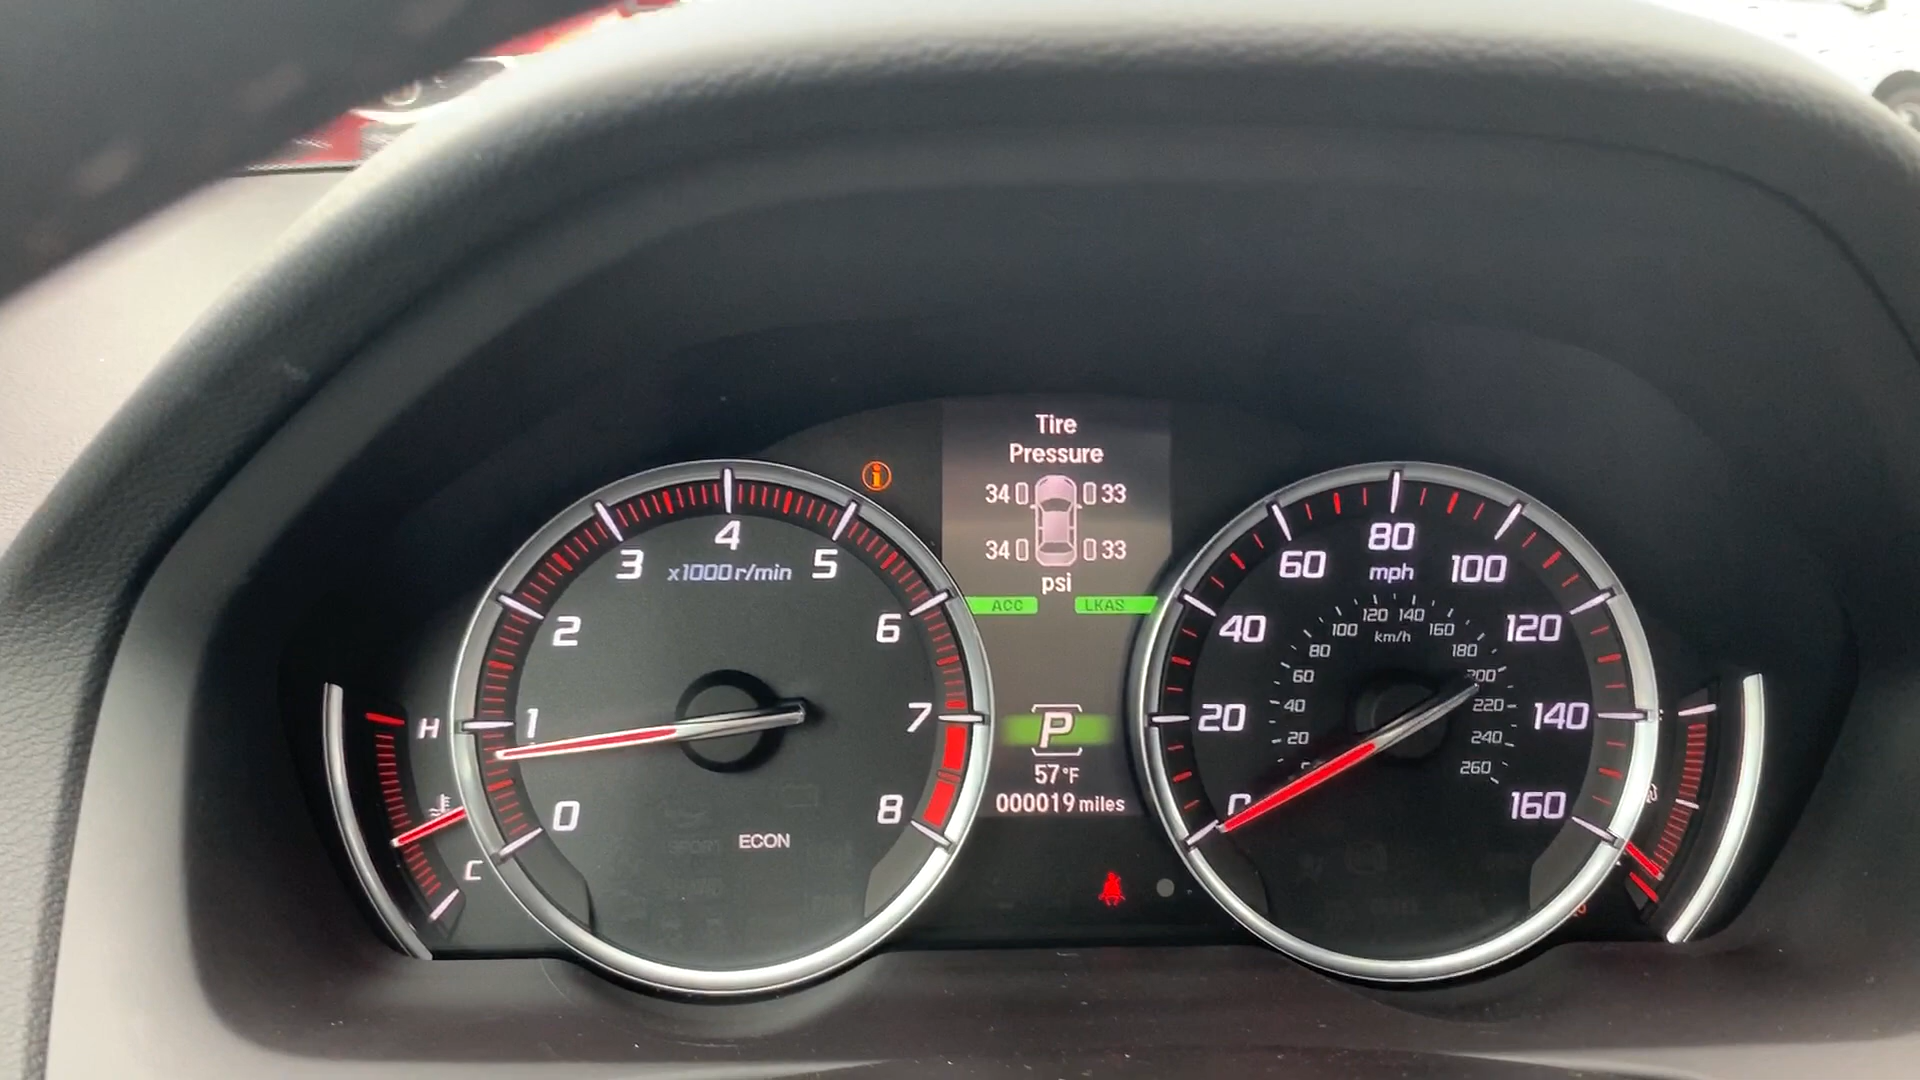 Tire
Pressure
34 33
34 33
psi
ACC LKAS
P
57°F
000019 miles
0
1
2
3
4
5
6
7
8
x1000 r/min
ECON
H
C
0
20
40
60
80
100
120
140
160
mph
20
40
60
80
100
120
140
160
180
200
220
240
260
km/h